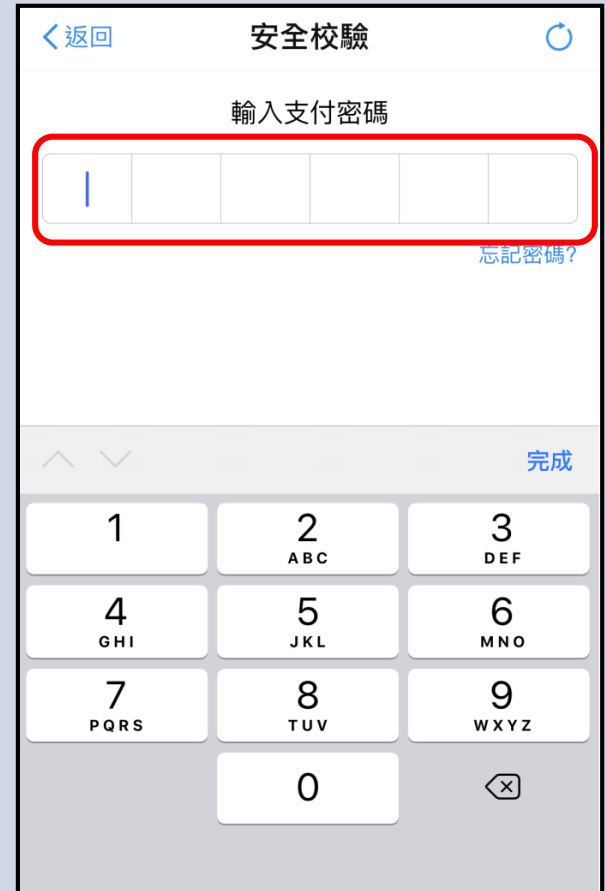 返回 安全校驗
輸入支付密碼
忘記密碼?
完成
1 2 3
ABC DEF
4 5 6
GHI JKL MNO
7 8 9
PQRS TUV WXYZ
0